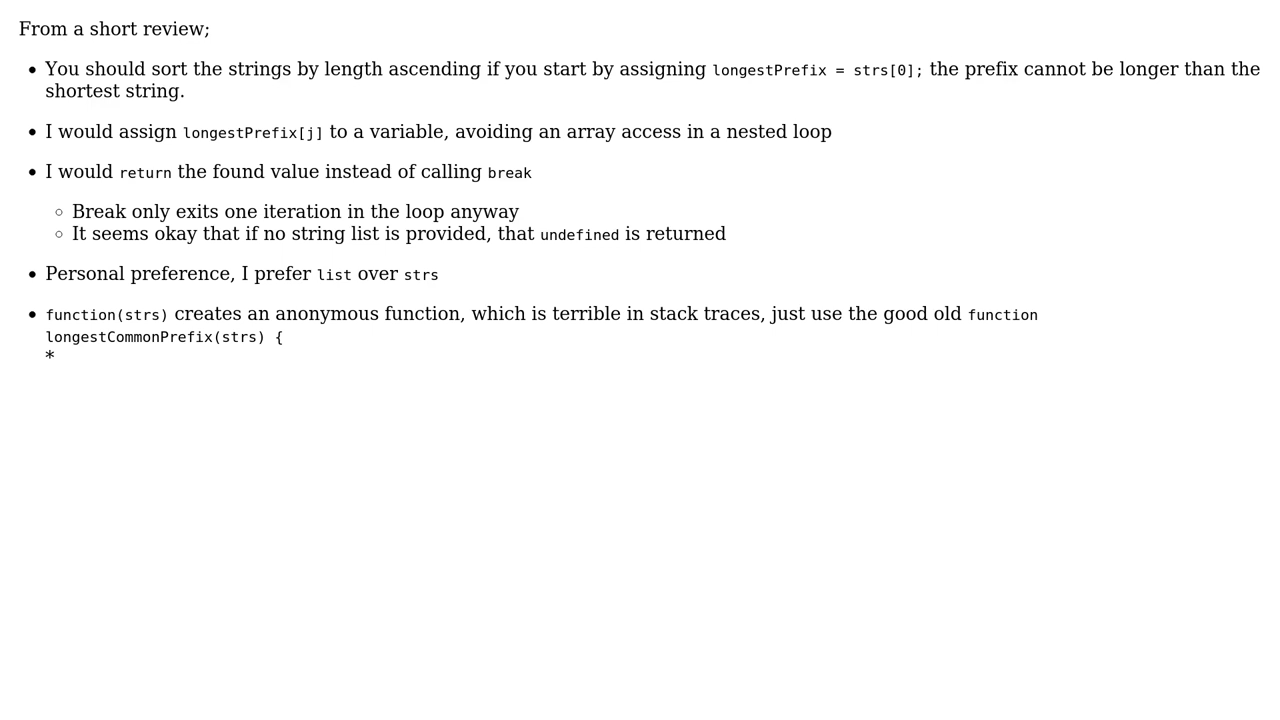 From a short review;
• You should sort the strings by length ascending if you start by assigning longestPrefix = strs[0]; the prefix cannot be longer than the
shortest string.
• I would assign longestPrefix[j] to a variable, avoiding an array access in a nested loop
• I would return the found value instead of calling break
◦ Break only exits one iteration in the loop anyway
◦ It seems okay that if no string list is provided, that undefined is returned
• Personal preference, I prefer list over strs
• function(strs) creates an anonymous function, which is terrible in stack traces, just use the good old function
longestCommonPrefix(strs) {
*